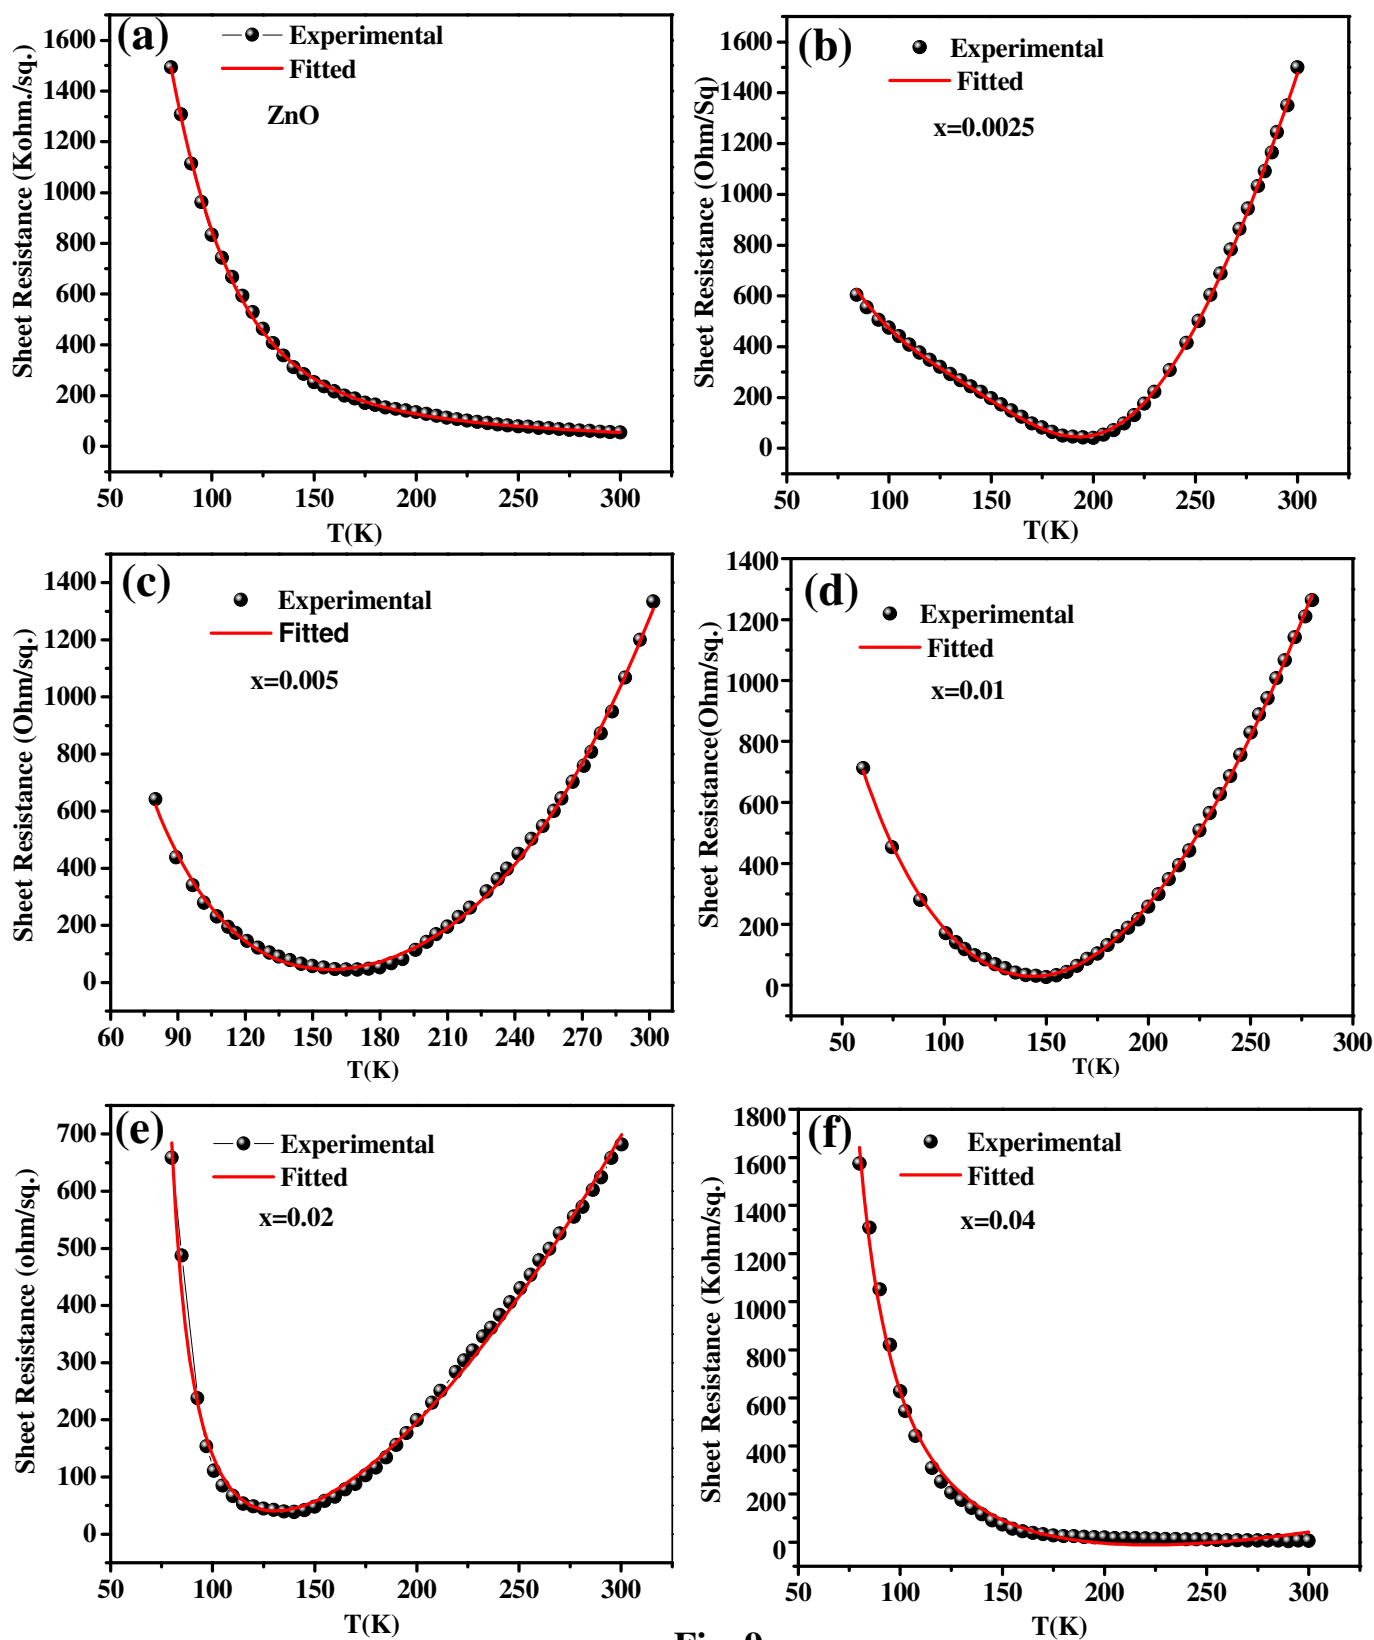 (a)
Experimental
Fitted
ZnO
Sheet Resistance (Kohm./sq.)
1600
1400
1200
1000
800
600
400
200
0
50 100 150 200 250 300
T(K)
(b)
Experimental
Fitted
x=0.0025
Sheet Resistance (Ohm/Sq)
1600
1400
1200
1000
800
600
400
200
0
50 100 150 200 250 300
T(K)
(c)
Experimental
Fitted
x=0.005
Sheet Resistance (Ohm/sq.)
1400
1200
1000
800
600
400
200
0
60 90 120 150 180 210 240 270 300
T(K)
(d)
Experimental
Fitted
x=0.01
Sheet Resistance(Ohm/sq.)
1400
1200
1000
800
600
400
200
0
50 100 150 200 250 300
T(K)
(e)
Experimental
Fitted
x=0.02
Sheet Resistance (ohm/sq.)
700
600
500
400
300
200
100
0
50 100 150 200 250 300
T(K)
(f)
Experimental
Fitted
x=0.04
Sheet Resistance (Kohm/sq.)
1800
1600
1400
1200
1000
800
600
400
200
0
50 100 150 200 250 300
T(K)